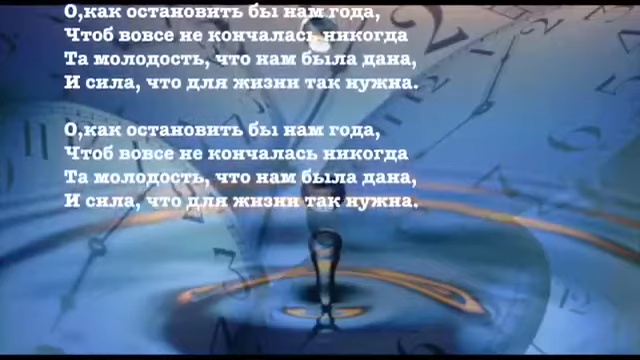 О,как остановить бы нам года,
Чтоб вовсе не кончалась никогда
Та молодость, что нам была дана,
И сила, что для жизни так нужна.
О,как остановить бы нам года,
Чтоб вовсе не кончалась никогда
Та молодость, что нам была дана,
И сила, что для жизни так нужна.